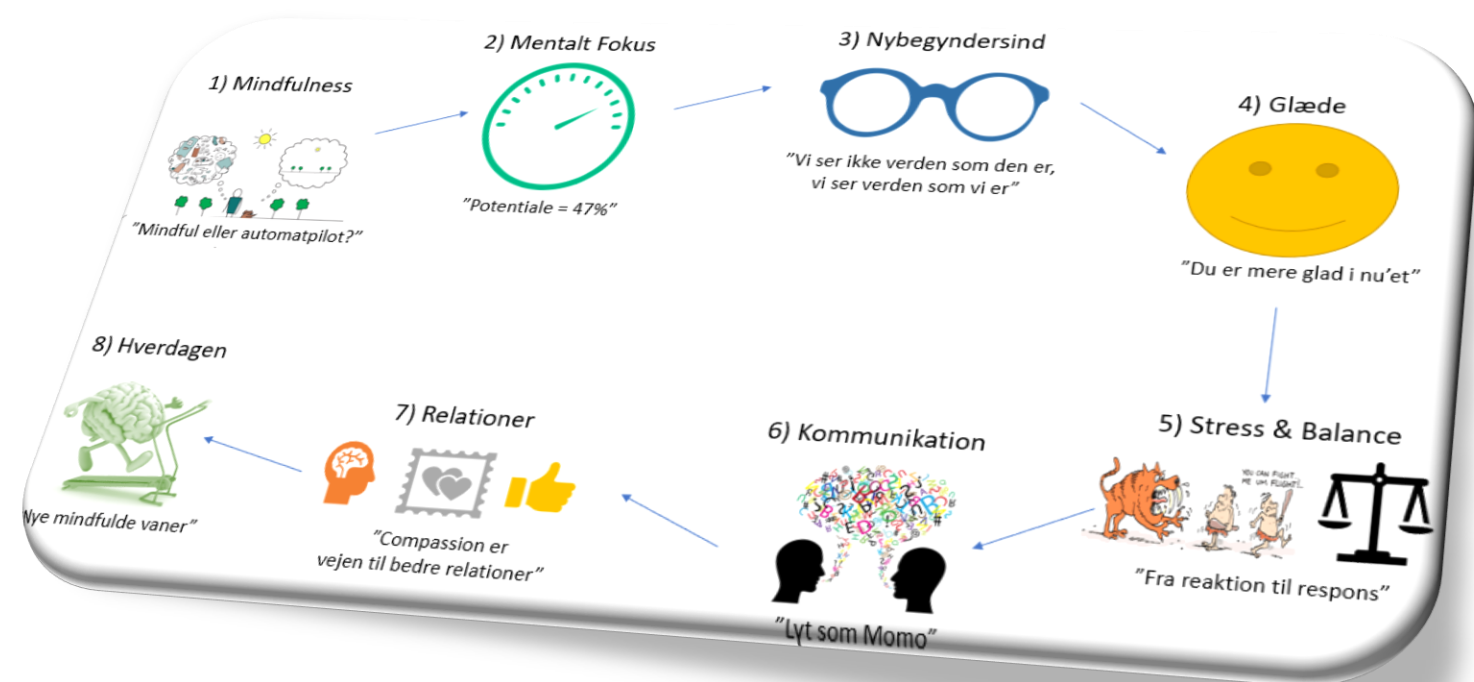 1) Mindfulness
"Mindful eller automatpilot?"
2) Mentalt Fokus
"Potentiale = 47%"
3) Nybegyndersind
"Vi ser ikke verden som den er,
vi ser verden som vi er"
4) Glæde
"Du er mere glad i nu'et"
5) Stress & Balance
YOU CAN FIGHT
ME UM FLIGHT!
"Fra reaktion til respons"
6) Kommunikation
"Lyt som Momo"
7) Relationer
"Compassion er
vejen til bedre relationer"
8) Hverdagen
Nye mindfulde vaner"